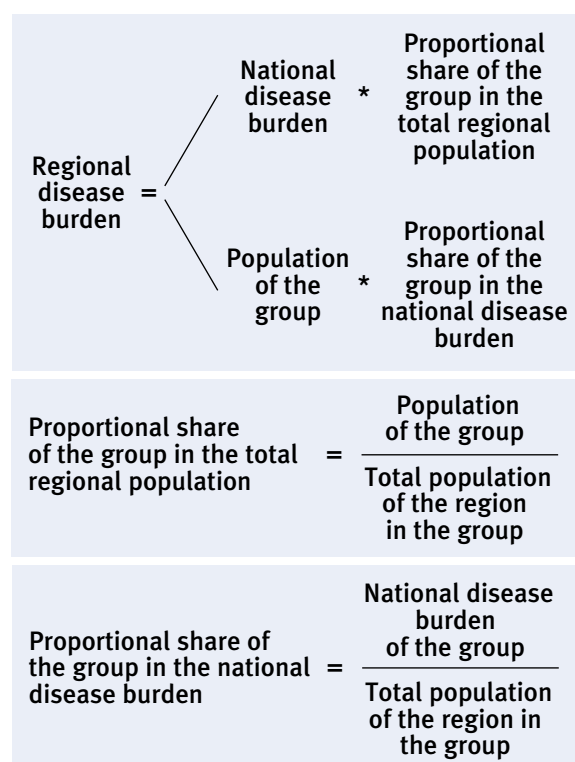 Regional
disease
burden
=
National
disease
burden
*
Proportional
share of the
group in the
total regional
population
Population
of the
group
*
Proportional
share of the
group in the
national disease
burden
Proportional share
of the group in the total
regional population
=
Population
of the group
Total population
of the region
in the group
Proportional share of
the group in the national
disease burden
=
National disease
burden
of the group
Total population
of the region in
the group